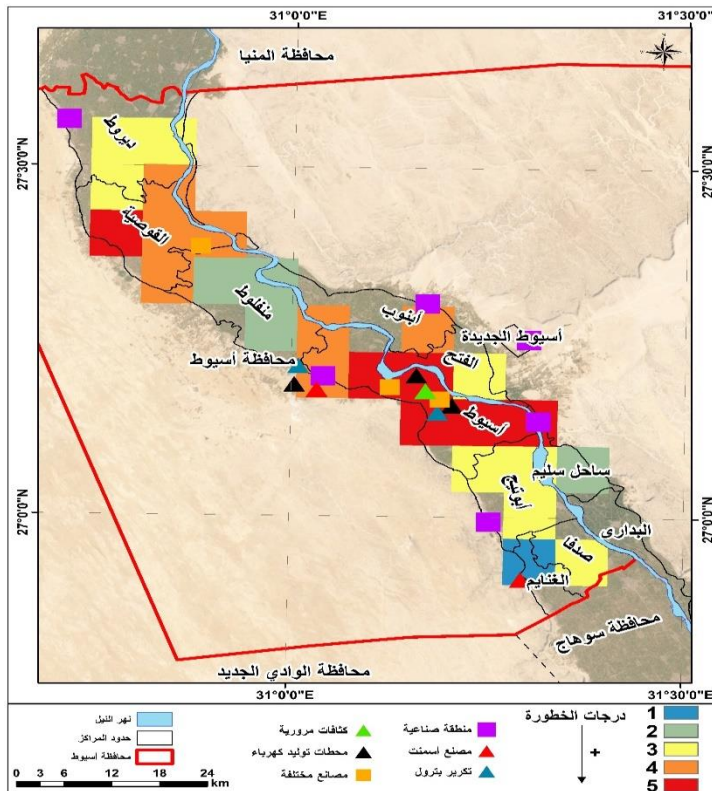 31°0'0"E
31°30'0"E
محافظة المنيا
ديروط
27°30'0"N
27°30'0"N
القوصية
منفلوط
أبنوب
أسيوط الجديدة
الفتح
محافظة أسيوط
أسيوط
ساحل سليم
أبوتيج
27°0'0"N
27°0'0"N
البدارى
صدفا
الغنايم
محافظة سوهاج
محافظة الوادي الجديد
31°0'0"E
31°30'0"E
نهر النيل
حدود المراكز
محافظة أسيوط
0 3 6 12 18 24
km
كثافات مرورية
محطات توليد كهرباء
مصانع مختلفة
منطقة صناعية
مصنع أسمنت
تكرير بترول
درجات الخطورة
+
1
2
3
4
5